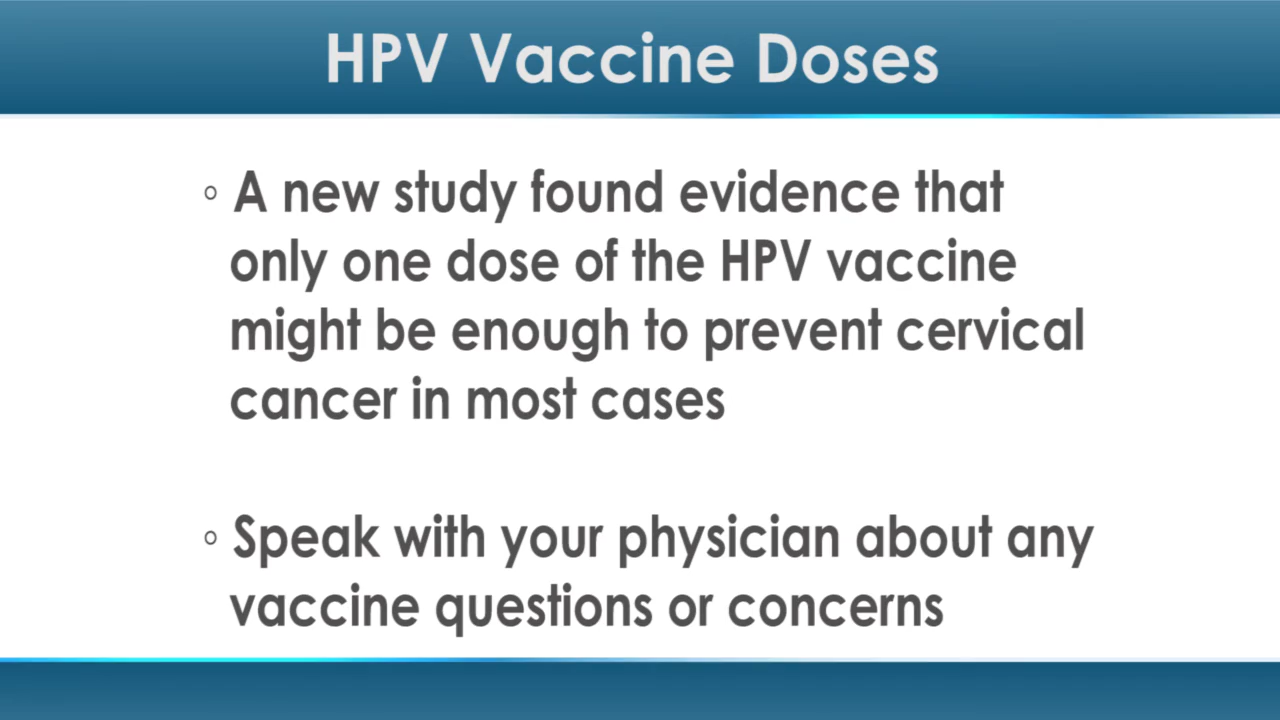 HPV Vaccine Doses
◦ A new study found evidence that
only one dose of the HPV vaccine
might be enough to prevent cervical
cancer in most cases
◦ Speak with your physician about any
vaccine questions or concerns